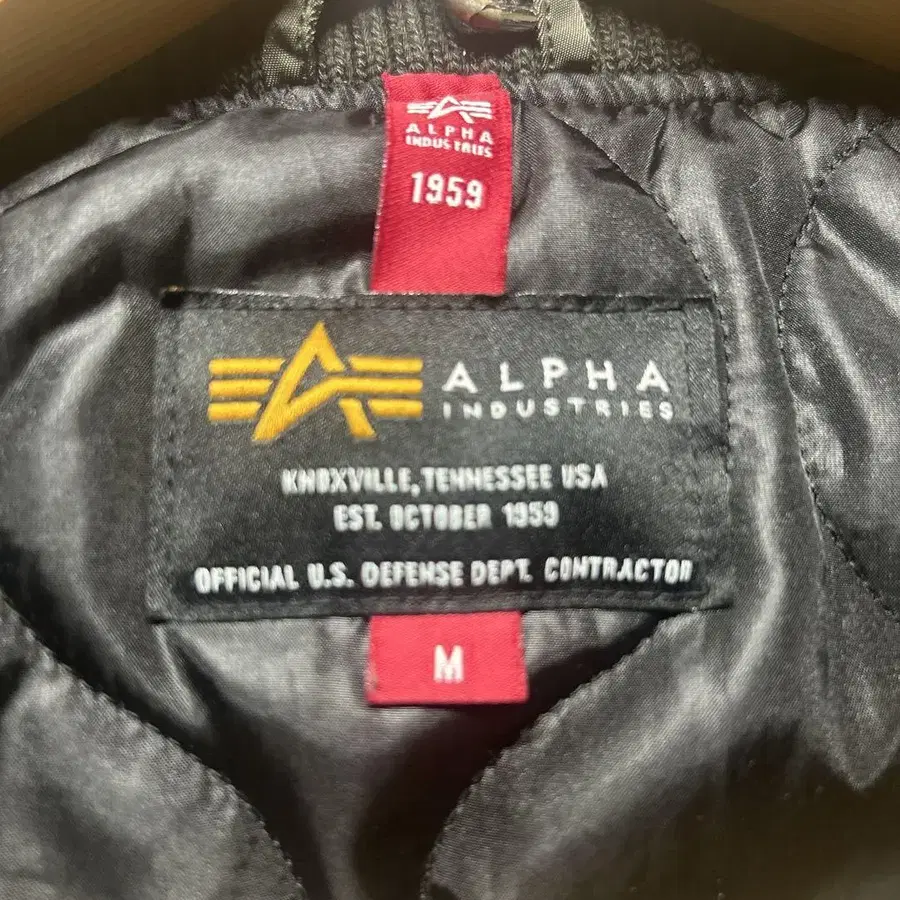 ALPHA
INDUSTRIES
1959
ALPHA
INDUSTRIES
KNOXVILLE, TENNESSEE USA
EST. OCTOBER 1959
OFFICIAL U.S. DEFENSE DEPT. CONTRACTOR
M